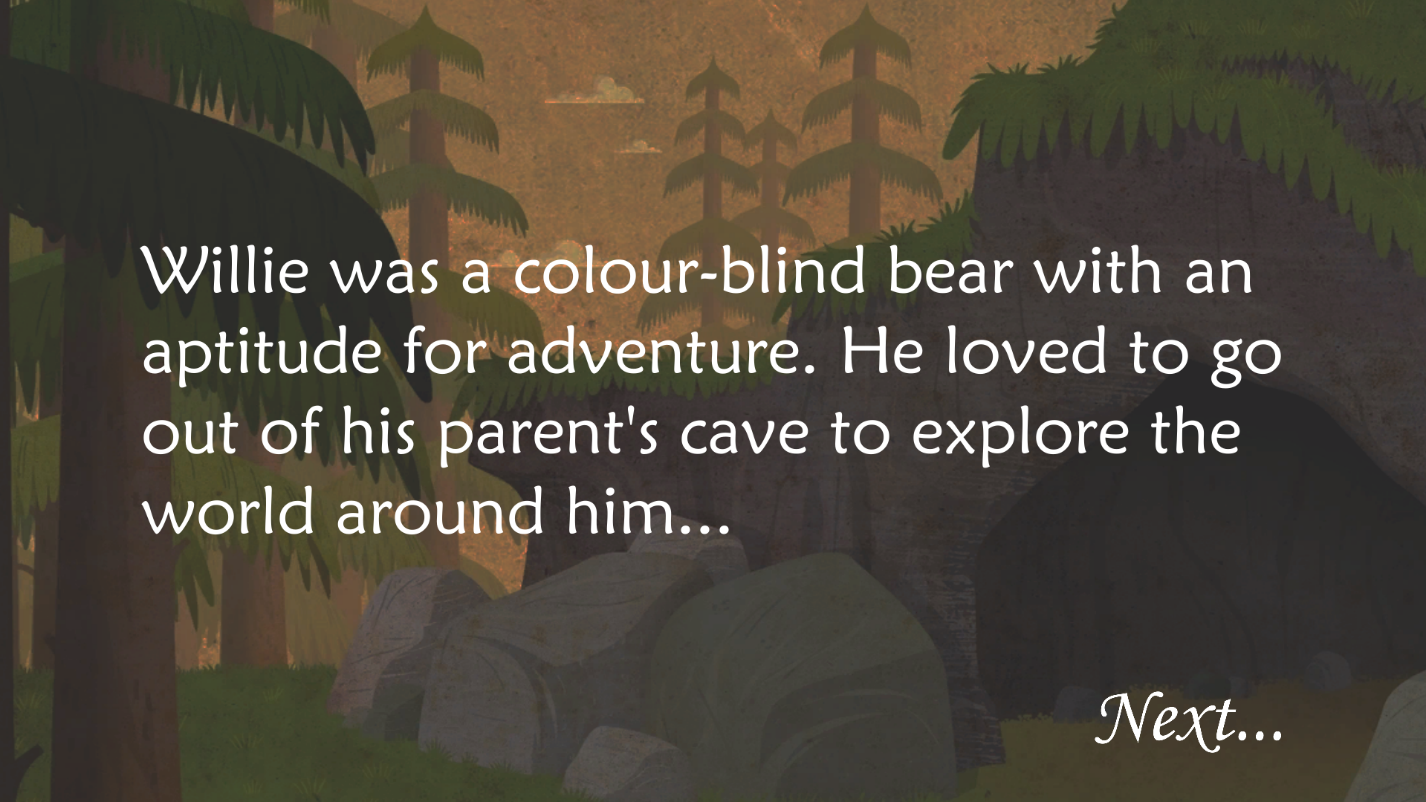 Willie was a colour-blind bear with an
aptitude for adventure. He loved to go
out of his parent's cave to explore the
world around him...
Next...